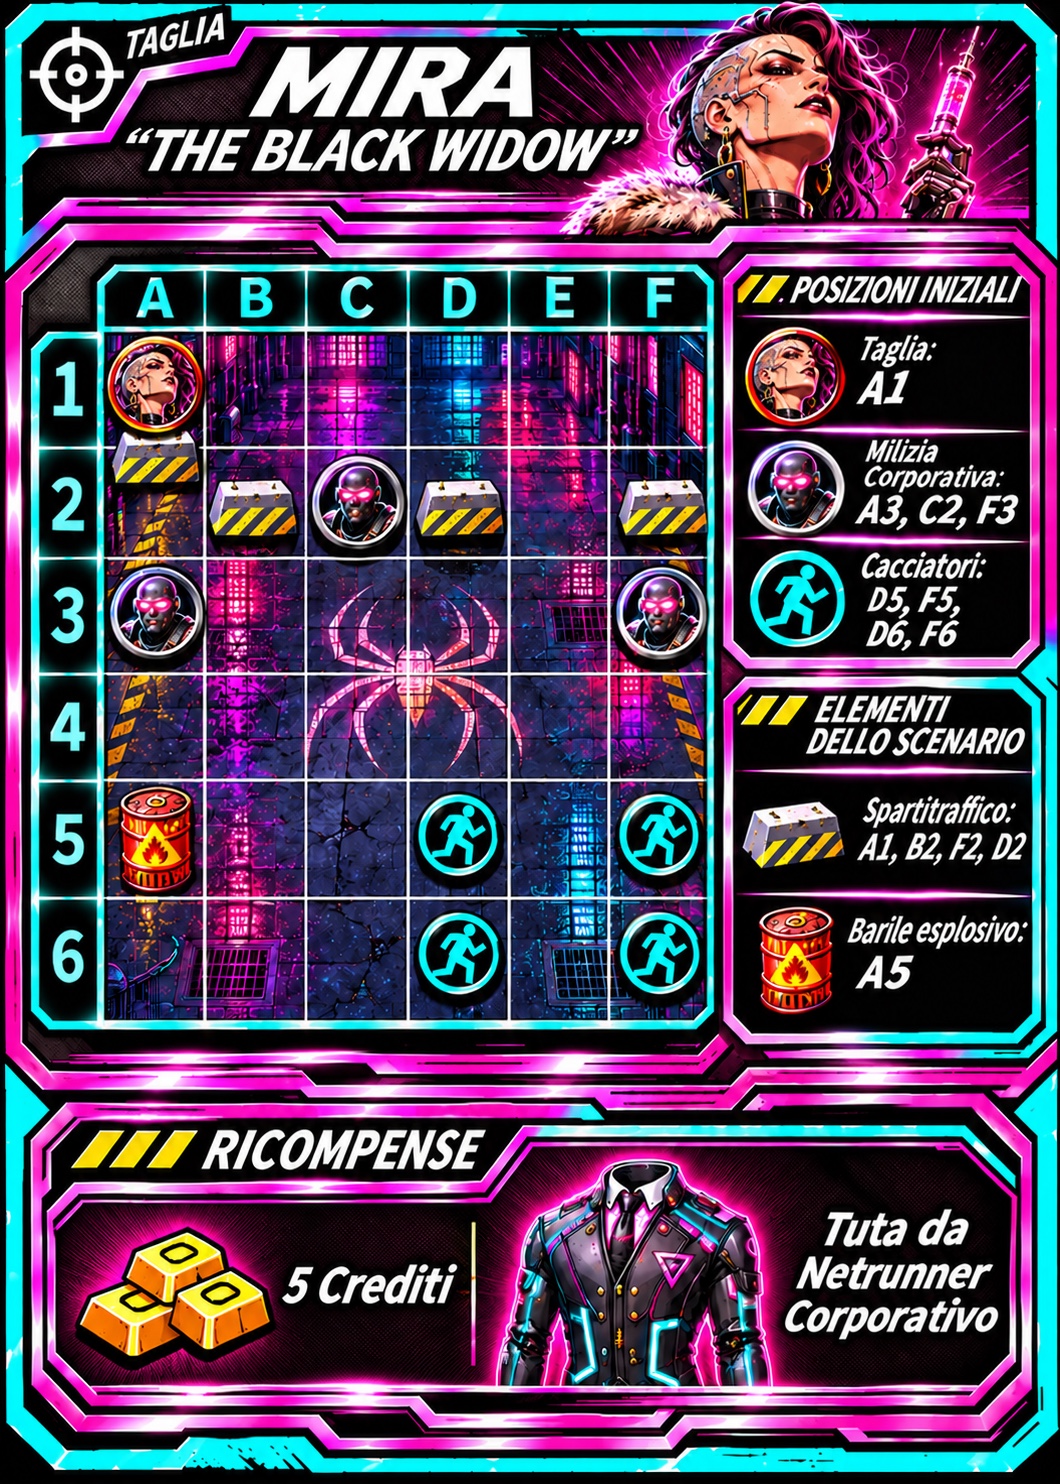 TAGLIA
MIRA
“THE BLACK WIDOW”
A B C D E F
1
2
3
4
5
6
. POSIZIONI INIZIALI
Taglia:
A1
Milizia
Corporativa:
A3, C2, F3
Cacciatori:
D5, F5,
D6, F6
ELEMENTI
DELLO SCENARIO
Spartitraffico:
A1, B2, F2, D2
Barile esplosivo:
A5
RICOMPENSE
5 Crediti
Tuta da
Netrunner
Corporativo